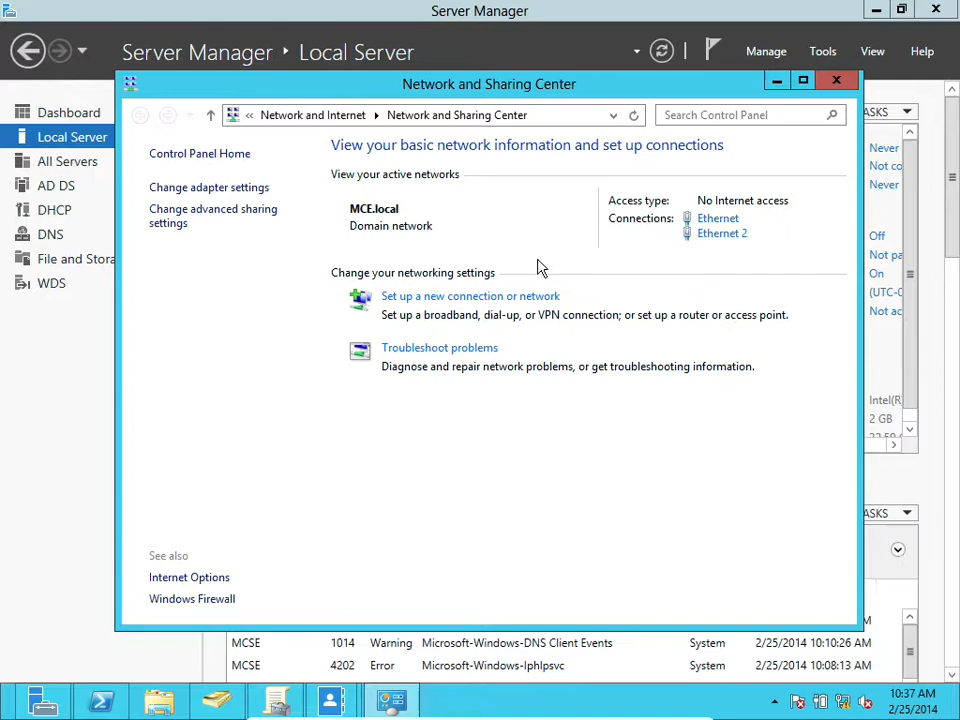 Server Manager
Server Manager Local Server
Manage Tools View Help
Network and Sharing Center
Dashboard
Local Server
All Servers
AD DS
DHCP
DNS
File and Stora
WDS
« Network and Internet Network and Sharing Center
Search Control Panel
Control Panel Home
Change adapter settings
Change advanced sharing
settings
View your basic network information and set up connections
View your active networks
MCE.local
Domain network
Access type: No Internet access
Connections: Ethernet
Ethernet 2
Change your networking settings
Set up a new connection or network
Set up a broadband, dial-up, or VPN connection; or set up a router or access point.
Troubleshoot problems
Diagnose and repair network problems, or get troubleshooting information.
See also
Internet Options
Windows Firewall
ASKS
Never
Not co
Never
Off
Not pa
On
(UTC-0
Not ac
Intel(R)
2 GB
ASKS
MCSE 1014 Warning Microsoft-Windows-DNS Client Events System 2/25/2014 10:10:26 AM
MCSE 4202 Error Microsoft-Windows-Iphlpsvc System 2/25/2014 10:08:13 AM
10:37 AM
2/25/2014